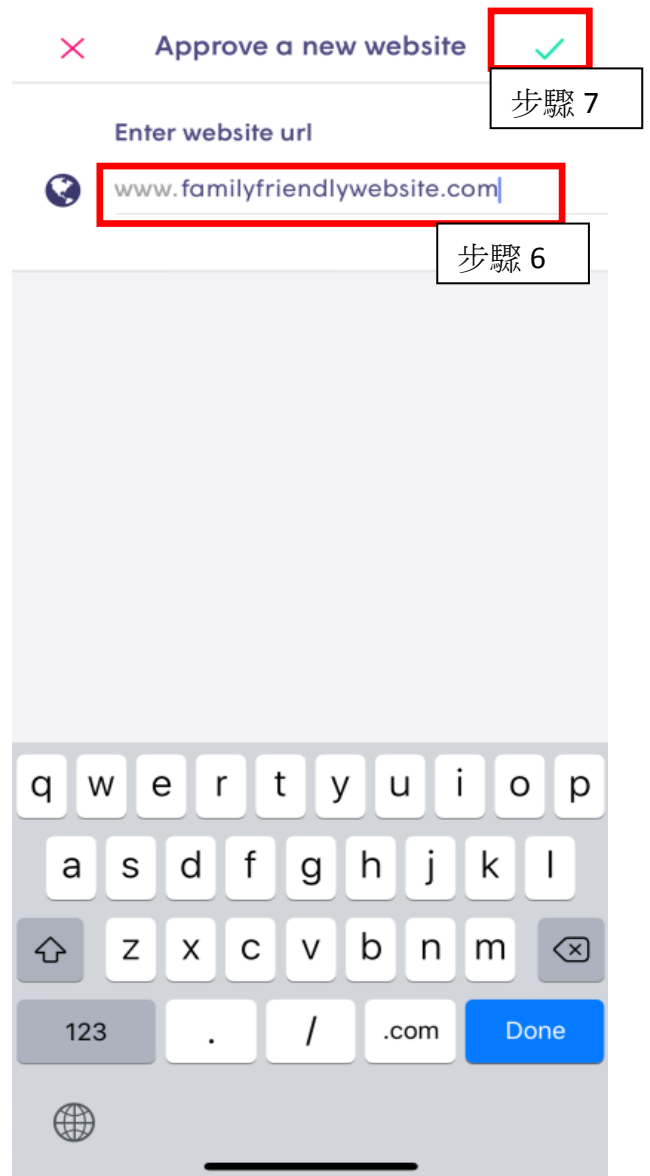 Approve a new website
步驟 7
Enter website url
www.familyfriendlywebsite.com
步驟 6
q w e r t y u i o p
a s d f g h j k l
z x c v b n m
123 . / .com Done